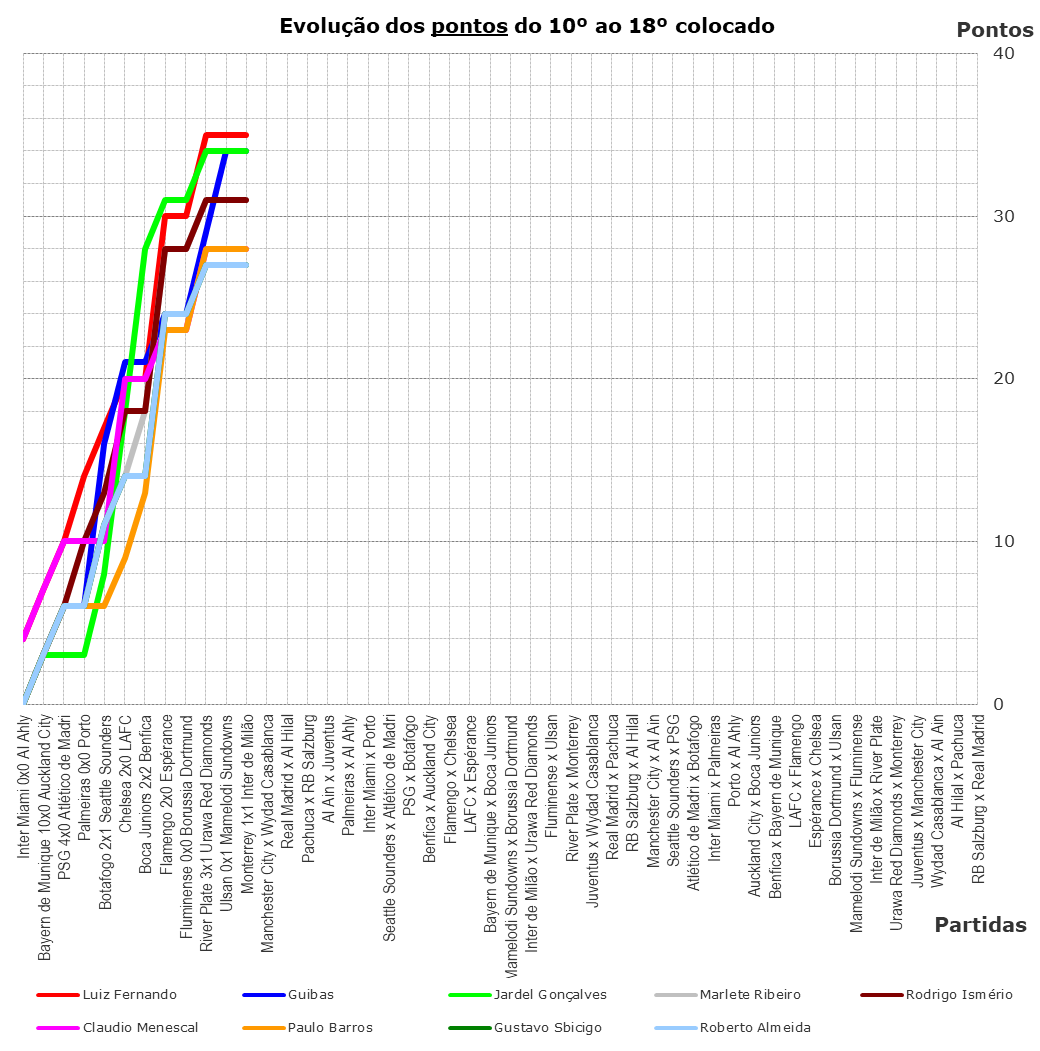 Evolução dos pontos do 10º ao 18º colocado
Pontos
40
30
20
10
0
Inter Miami 0x0 Al Ahly
Bayern de Munique 10x0 Auckland City
PSG 4x0 Atlético de Madri
Palmeiras 0x0 Porto
Botafogo 2x1 Seattle Sounders
Chelsea 2x0 LAFC
Boca Juniors 2x2 Benfica
Flamengo 2x0 Espérance
Fluminense 0x0 Borussia Dortmund
River Plate 3x1 Urawa Red Diamonds
Ulsan 0x1 Mamelodi Sundowns
Monterrey 1x1 Inter de Milão
Manchester City x Wydad Casablanca
Real Madrid x Al Hilal
Pachuca x RB Salzburg
Al Ain x Juventus
Palmeiras x Al Ahly
Inter Miami x Porto
Seattle Sounders x Atlético de Madri
PSG x Botafogo
Benfica x Auckland City
Flamengo x Chelsea
LAFC x Espérance
Bayern de Munique x Boca Juniors
Mamelodi Sundowns x Borussia Dortmund
Inter de Milão x Urawa Red Diamonds
Fluminense x Ulsan
River Plate x Monterrey
Juventus x Wydad Casablanca
Real Madrid x Pachuca
RB Salzburg x Al Hilal
Manchester City x Al Ain
Seattle Sounders x PSG
Atlético de Madri x Botafogo
Inter Miami x Palmeiras
Porto x Al Ahly
Auckland City x Boca Juniors
Benfica x Bayern de Munique
LAFC x Flamengo
Espérance x Chelsea
Borussia Dortmund x Ulsan
Mamelodi Sundowns x Fluminense
Inter de Milão x River Plate
Urawa Red Diamonds x Monterrey
Juventus x Manchester City
Wydad Casablanca x Al Ain
Al Hilal x Pachuca
RB Salzburg x Real Madrid
Partidas
Luiz Fernando
Guibas
Jardel Gonçalves
Marlete Ribeiro
Rodrigo Ismério
Claudio Menescal
Paulo Barros
Gustavo Sbicigo
Roberto Almeida